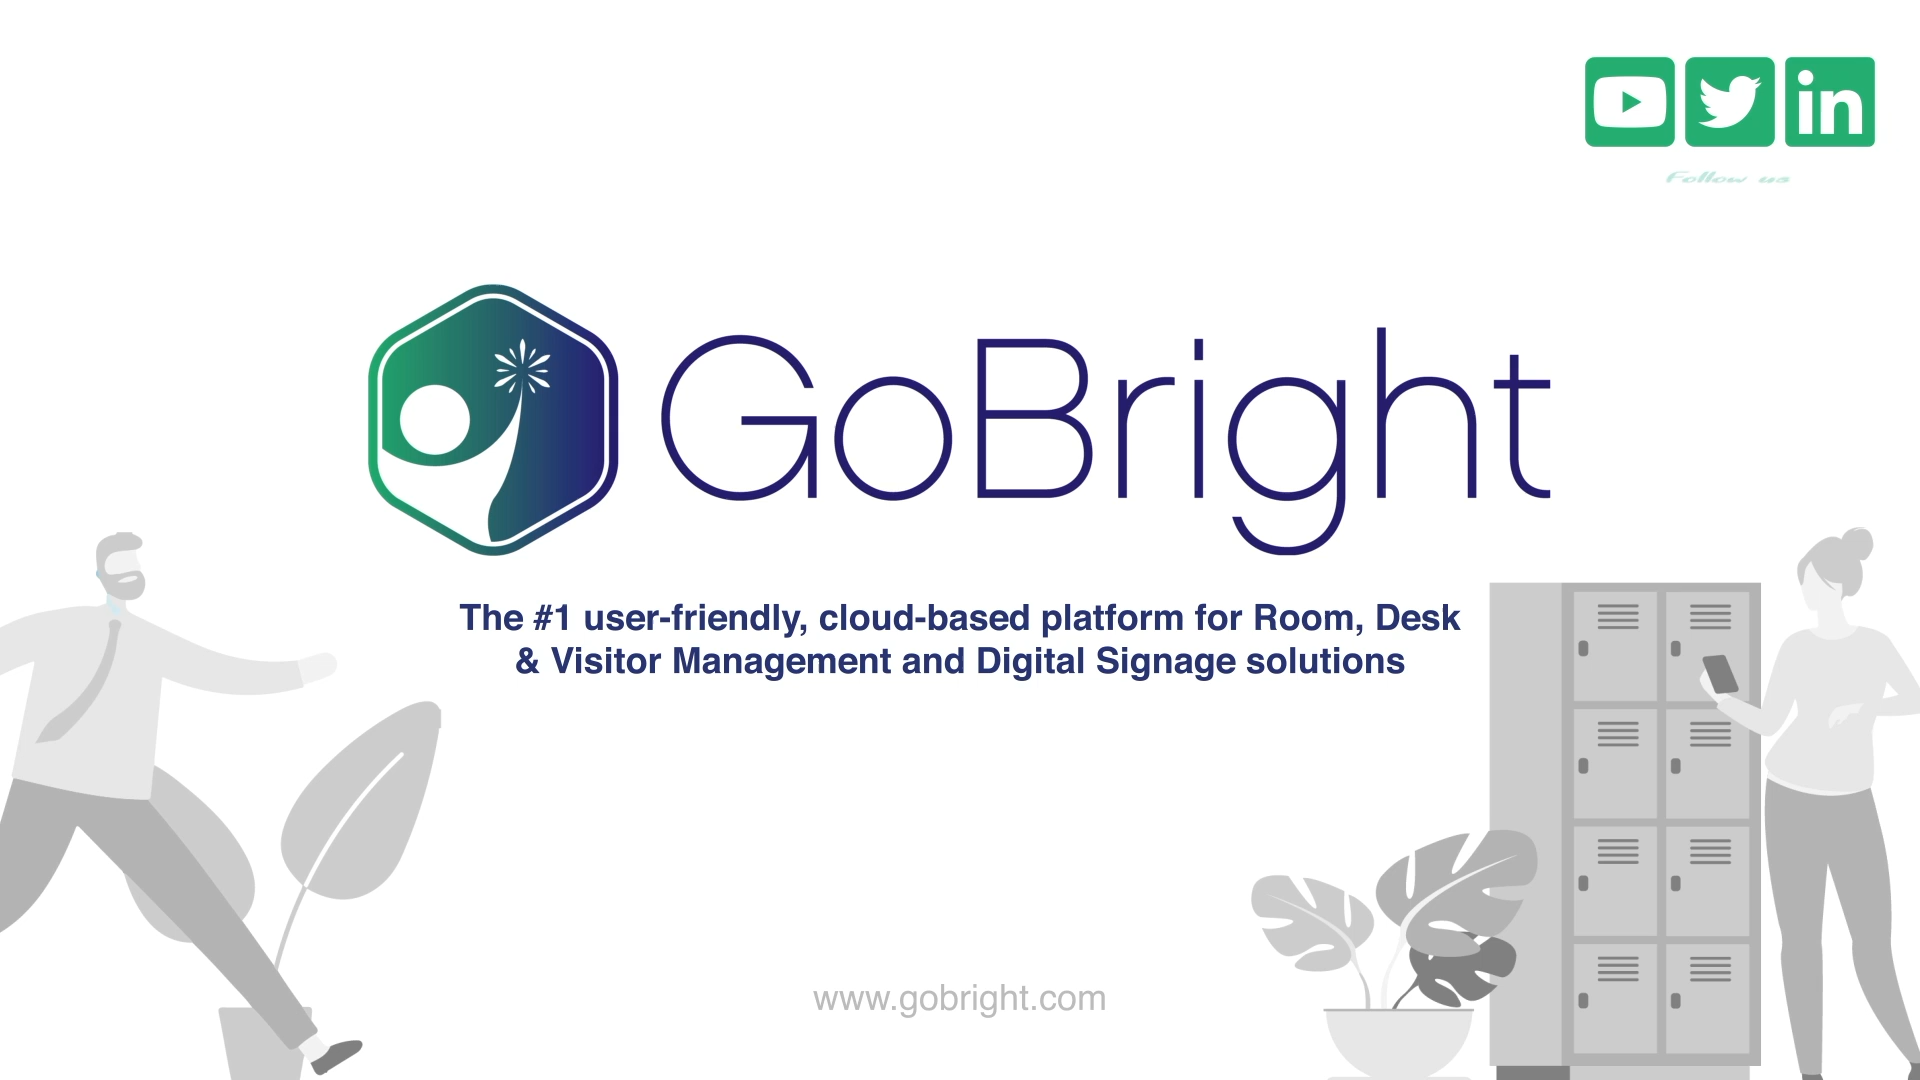 in
Follow us
GoBright
The #1 user-friendly, cloud-based platform for Room, Desk
& Visitor Management and Digital Signage solutions
www.gobright.com